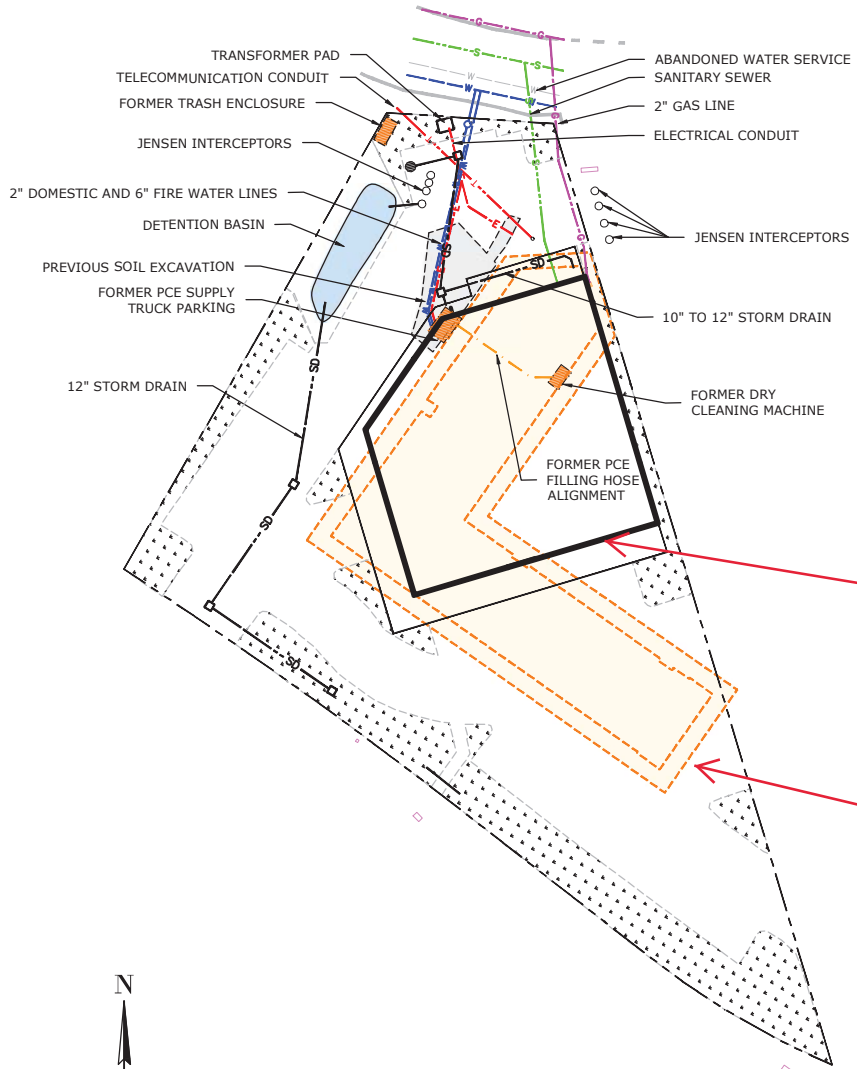 G
G
S
S
W
W
W
W
TRANSFORMER PAD
TELECOMMUNICATION CONDUIT
FORMER TRASH ENCLOSURE
JENSEN INTERCEPTORS
2" DOMESTIC AND 6" FIRE WATER LINES
DETENTION BASIN
PREVIOUS SOIL EXCAVATION
FORMER PCE SUPPLY
TRUCK PARKING
12" STORM DRAIN
ABANDONED WATER SERVICE
SANITARY SEWER
2" GAS LINE
ELECTRICAL CONDUIT
JENSEN INTERCEPTORS
10" TO 12" STORM DRAIN
FORMER DRY
CLEANING MACHINE
FORMER PCE
FILLING HOSE
ALIGNMENT
G
S
G
E
SD
SD
SD
SD
N